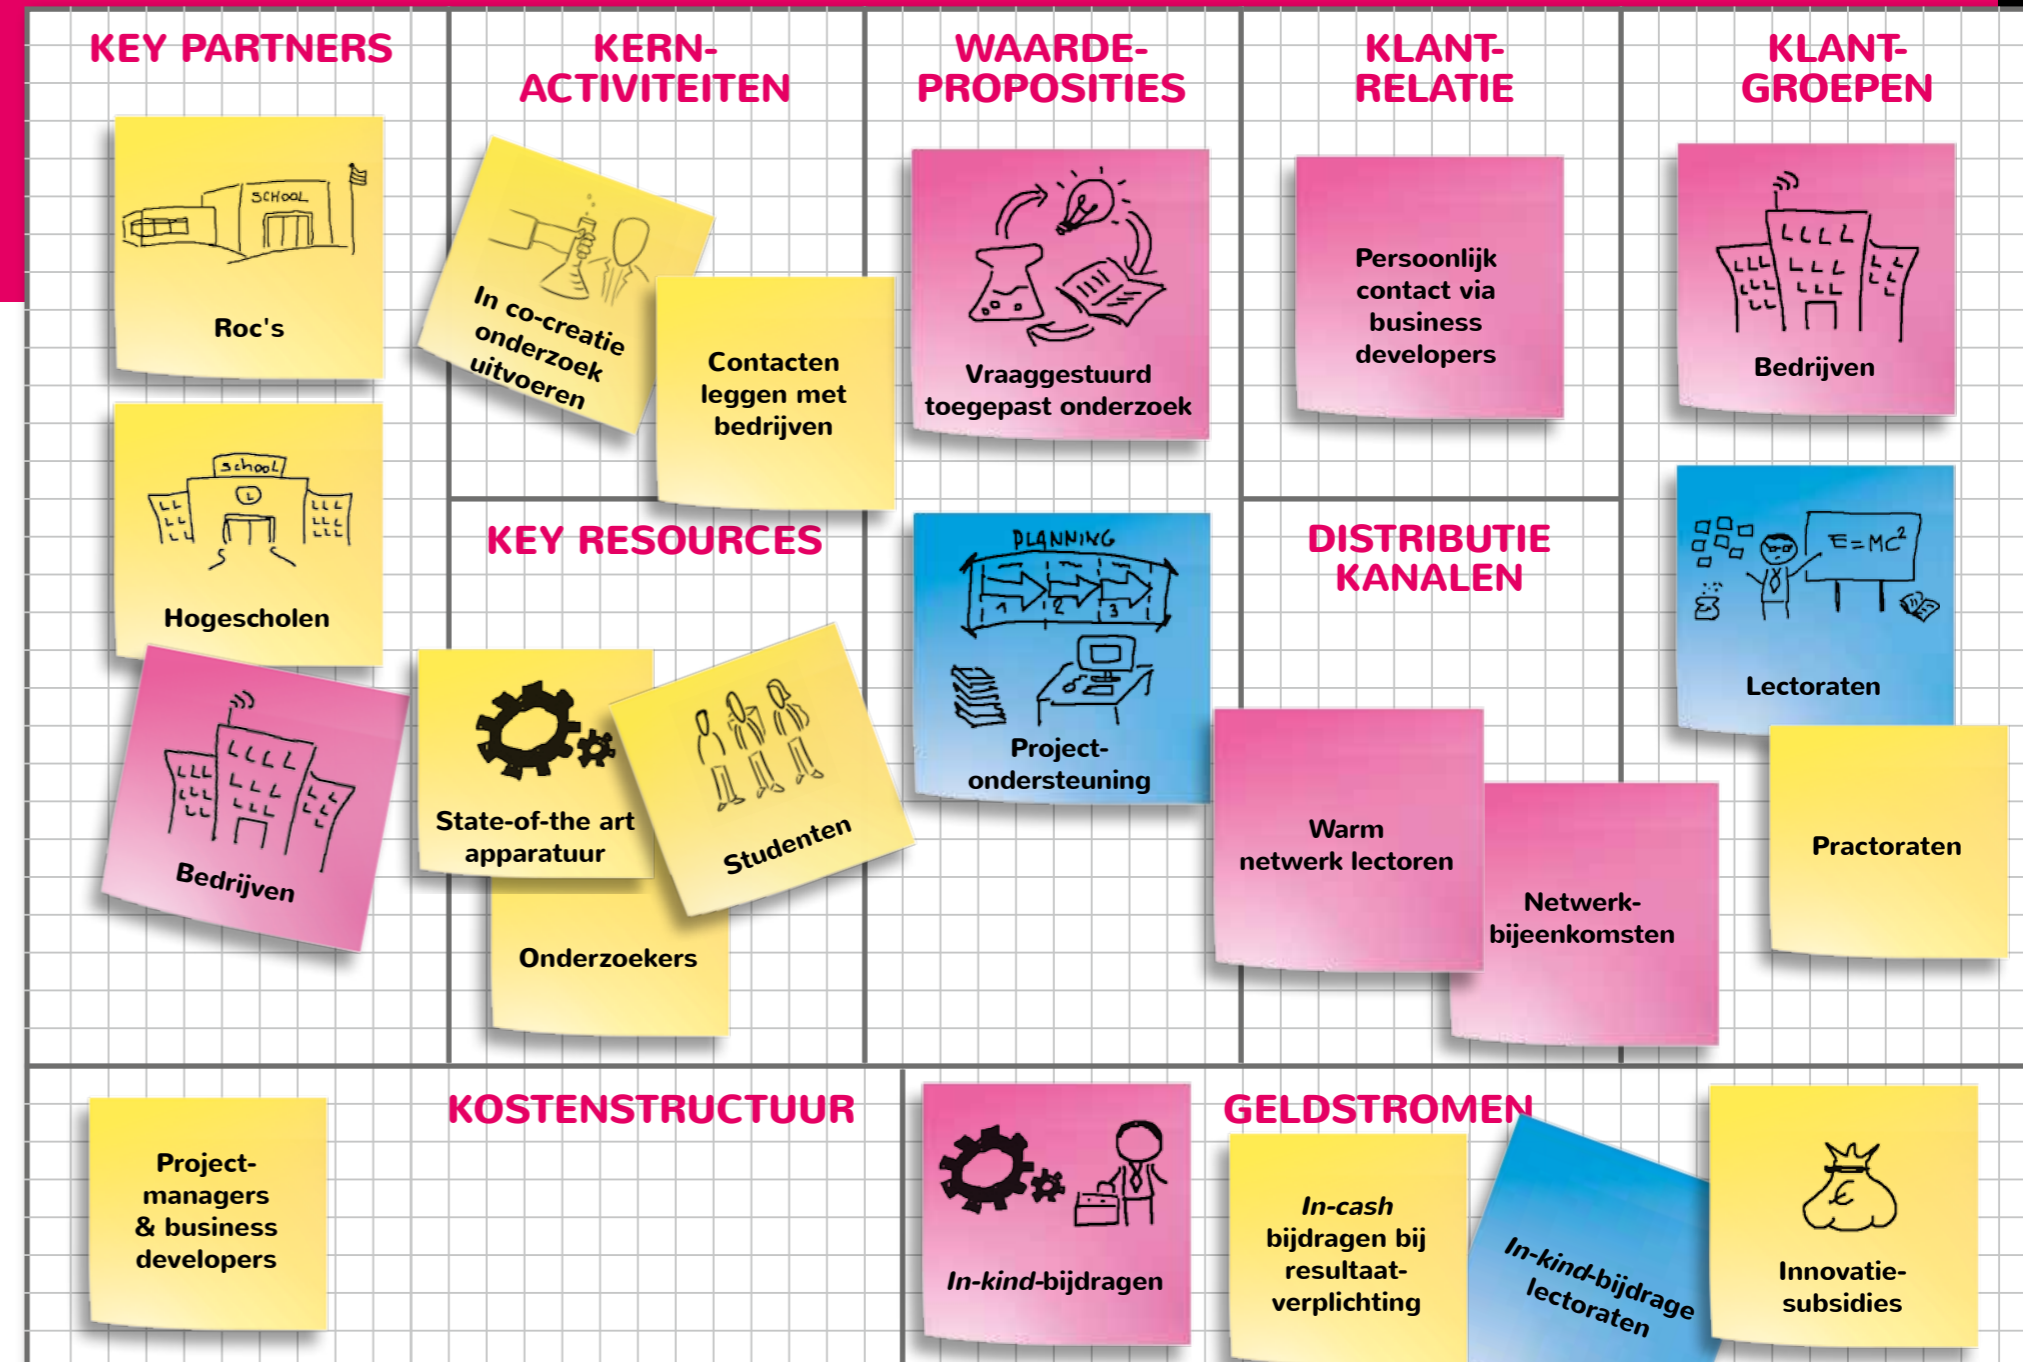 KEY PARTNERS
SCHOOL
Roc's
School
Hogescholen
Bedrijven
KERN-
ACTIVITEITEN
In co-creatie
onderzoek
uitvoeren
Contacten
leggen met
bedrijven
KEY RESOURCES
State-of-the art
apparatuur
Studenten
Onderzoekers
WAARDE-
PROPOSITIES
Vraaggestuurd
toegepast onderzoek
PLANNING
1 2 3
Project-
ondersteuning
KLANT-
RELATIE
Persoonlijk
contact via
business
developers
DISTRIBUTIE
KANALEN
Warm
netwerk lectoren
Netwerk-
bijeenkomsten
KLANT-
GROEPEN
Bedrijven
E=MC²
Lectoraten
Practoraten
KOSTENSTRUCTUUR
Project-
managers
& business
developers
GELDSTROMEN
In-kind-bijdragen
In-cash
bijdragen bij
resultaat-
verplichting
In-kind-bijdrage
lectoraten
€
Innovatie-
subsidies